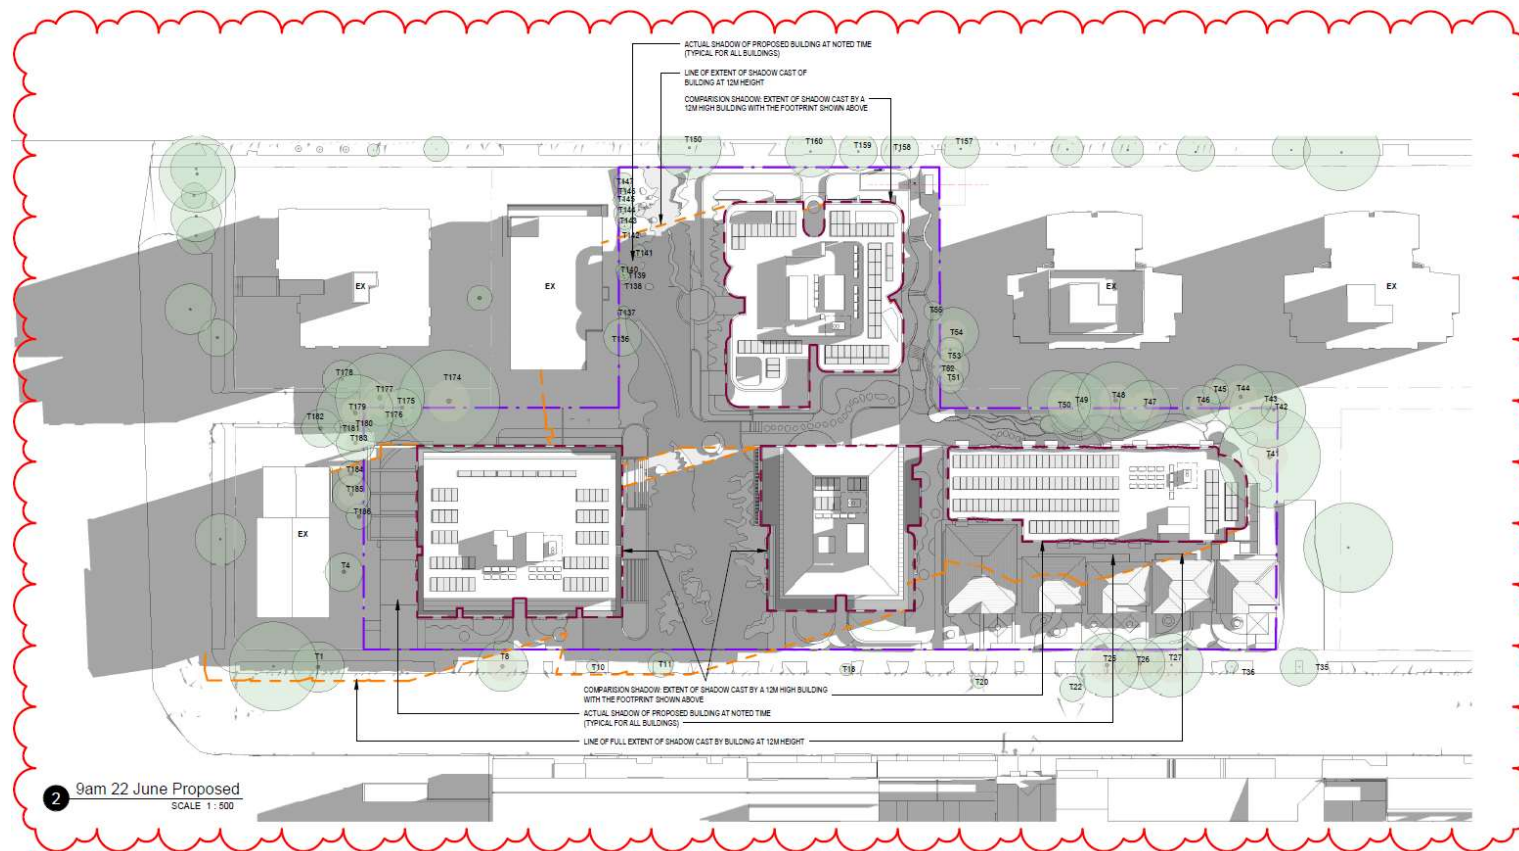 ACTUAL SHADOW OF PROPOSED BUILDING AT NOTED TIME
(TYPICAL FOR ALL BUILDINGS)
LINE OF EXTENT OF SHADOW CAST OF
BUILDING AT 12M HEIGHT
COMPARISION SHADOW: EXTENT OF SHADOW CAST BY A
12M HIGH BUILDING WITH THE FOOTPRINT SHOWN ABOVE
T150
T160
T159
T158
T157
T147
T146
T145
T144
T143
T142
T141
T140
T139
T138
T137
T136
EX
EX
EX
EX
T55
T54
T53
T52
T51
T178
T177
T174
T179
T175
T176
T182
T181
T180
T183
T50
T49
T48
T47
T46
T45
T44
T43
T42
T41
T184
T185
T186
EX
T4
T1
T8
T10
T11
T18
T20
T22
T25
T26
T27
T36
T35
COMPARISION SHADOW: EXTENT OF SHADOW CAST BY A 12M HIGH BUILDING
WITH THE FOOTPRINT SHOWN ABOVE
ACTUAL SHADOW OF PROPOSED BUILDING AT NOTED TIME
(TYPICAL FOR ALL BUILDINGS)
LINE OF FULL EXTENT OF SHADOW CAST BY BUILDING AT 12M HEIGHT
2
9am 22 June Proposed
SCALE 1 : 500